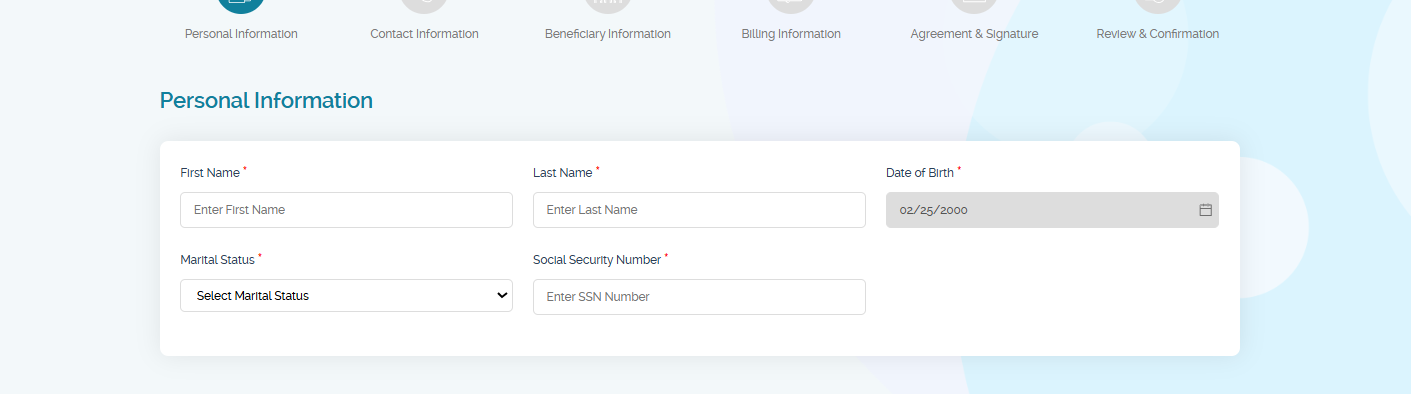 Personal Information Contact Information Beneficiary Information Billing Information Agreement & Signature Review & Confirmation
Personal Information
First Name * Last Name * Date of Birth *
Enter First Name Enter Last Name 02/25/2000
Marital Status * Social Security Number *
Select Marital Status Enter SSN Number